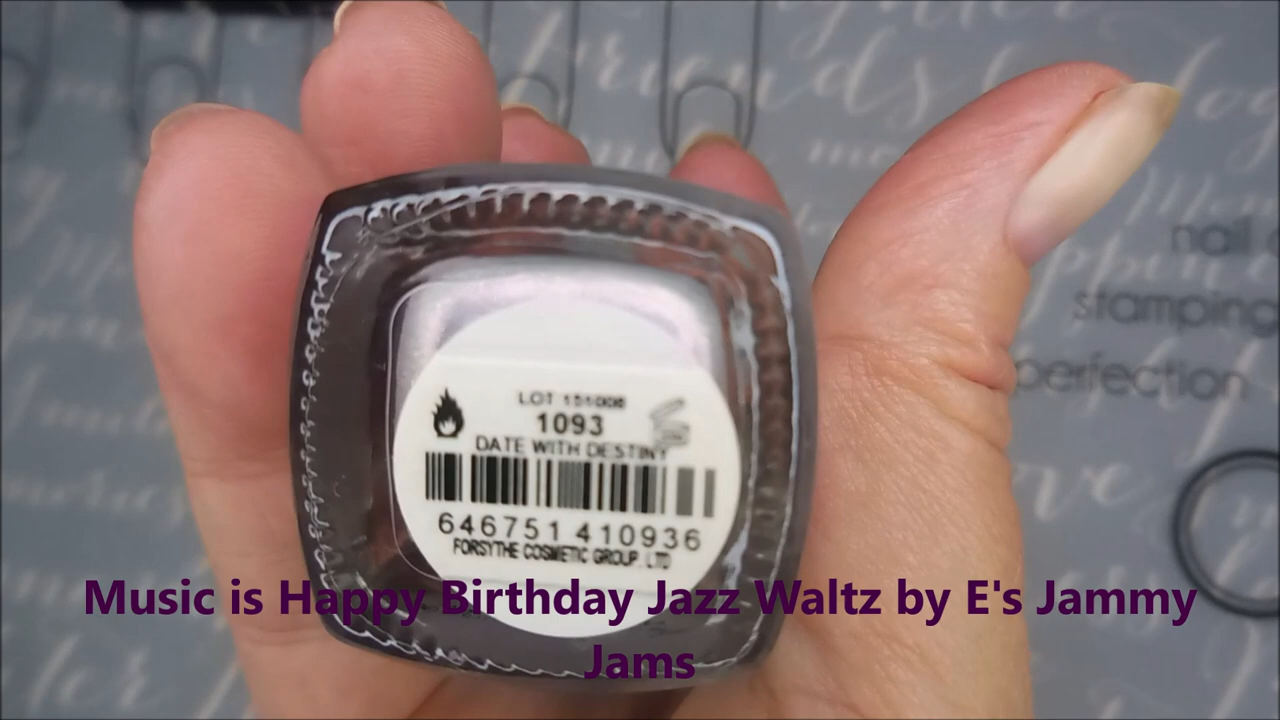 friends
nail
stamping
perfection
LOT 151006
1093
DATE WITH DESTINY
646751 410936
FORSYTHE COSMETIC GROUP, LTD
Music is Happy Birthday Jazz Waltz by E's Jammy
Jams